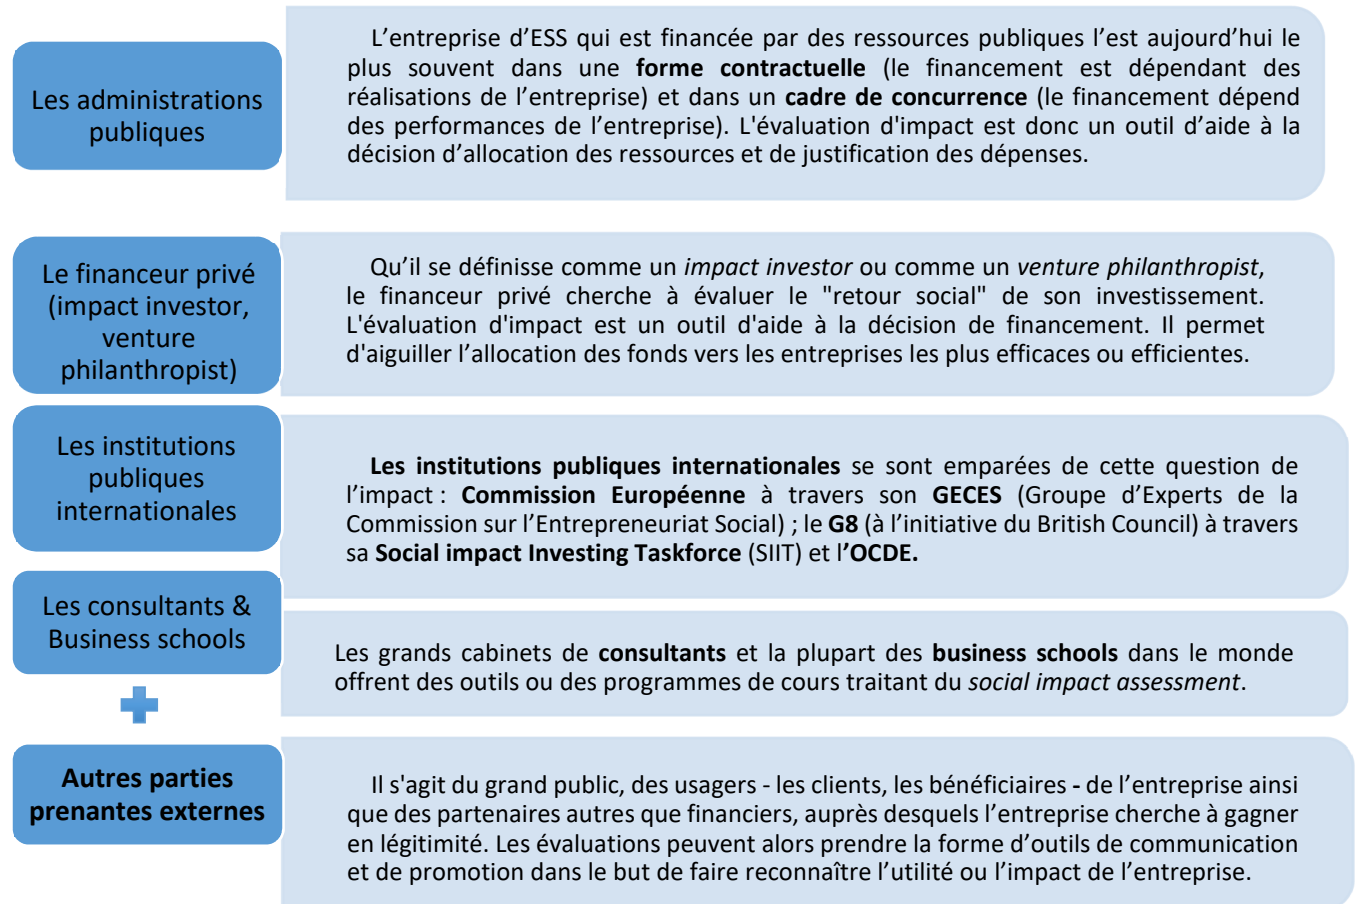 Les administrations
publiques
L’entreprise d’ESS qui est financée par des ressources publiques l’est aujourd’hui le
plus souvent dans une forme contractuelle (le financement est dépendant des
réalisations de l’entreprise) et dans un cadre de concurrence (le financement dépend
des performances de l’entreprise). L'évaluation d'impact est donc un outil d’aide à la
décision d’allocation des ressources et de justification des dépenses.
Le financeur privé
(impact investor,
venture
philanthropist)
Qu’il se définisse comme un impact investor ou comme un venture philanthropist,
le financeur privé cherche à évaluer le "retour social" de son investissement.
L'évaluation d'impact est un outil d'aide à la décision de financement. Il permet
d'aiguiller l’allocation des fonds vers les entreprises les plus efficaces ou efficientes.
Les institutions
publiques
internationales
Les institutions publiques internationales se sont emparées de cette question de
l’impact : Commission Européenne à travers son GECES (Groupe d’Experts de la
Commission sur l’Entrepreneuriat Social) ; le G8 (à l’initiative du British Council) à travers
sa Social impact Investing Taskforce (SIIT) et l’OCDE.
Les consultants &
Business schools
Les grands cabinets de consultants et la plupart des business schools dans le monde
offrent des outils ou des programmes de cours traitant du social impact assessment.
Autres parties
prenantes externes
Il s'agit du grand public, des usagers - les clients, les bénéficiaires - de l’entreprise ainsi
que des partenaires autres que financiers, auprès desquels l’entreprise cherche à gagner
en légitimité. Les évaluations peuvent alors prendre la forme d’outils de communication
et de promotion dans le but de faire reconnaître l’utilité ou l’impact de l’entreprise.